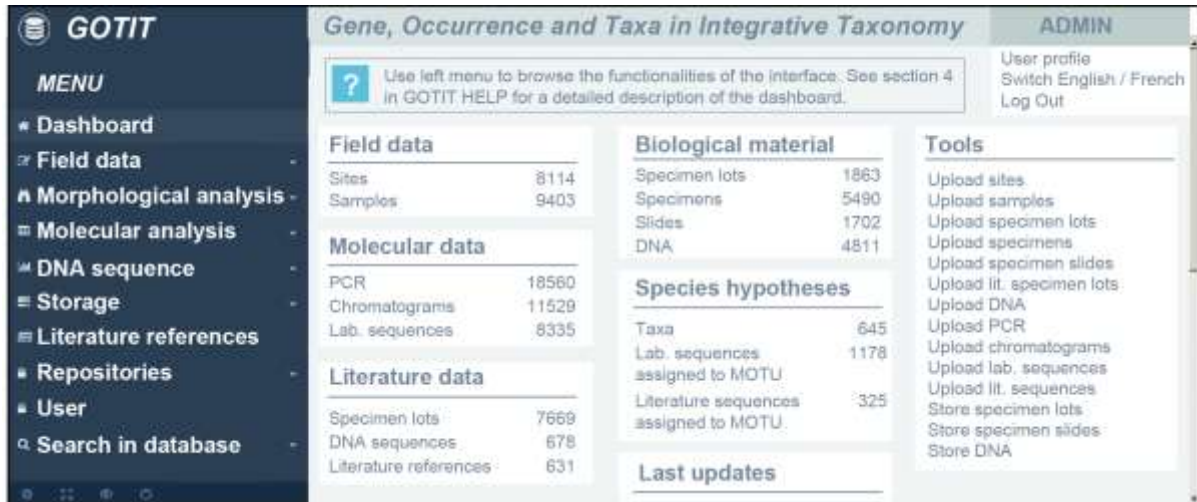 GOTIT
MENU
Dashboard
Field data
Morphological analysis
Molecular analysis
DNA sequence
Storage
Literature references
Repositories
User
Search in database
Gene, Occurrence and Taxa in Integrative Taxonomy
ADMIN
User profile
Switch English / French
Log Out
? Use left menu to browse the functionalities of the interface. See section 4
in GOTIT HELP for a detailed description of the dashboard.
Field data
Sites 8114
Samples 9403
Molecular data
PCR 18560
Chromatograms 11529
Lab. sequences 8335
Literature data
Specimen lots 7669
DNA sequences 678
Literature references 631
Biological material
Specimen lots 1863
Specimens 5490
Slides 1702
DNA 4811
Species hypotheses
Taxa 645
Lab. sequences 1178
assigned to MOTU
Literature sequences 325
assigned to MOTU
Last updates
Tools
Upload sites
Upload samples
Upload specimen lots
Upload specimens
Upload specimen slides
Upload lit. specimen lots
Upload DNA
Upload PCR
Upload chromatograms
Upload lab. sequences
Upload lit. sequences
Store specimen lots
Store specimen slides
Store DNA